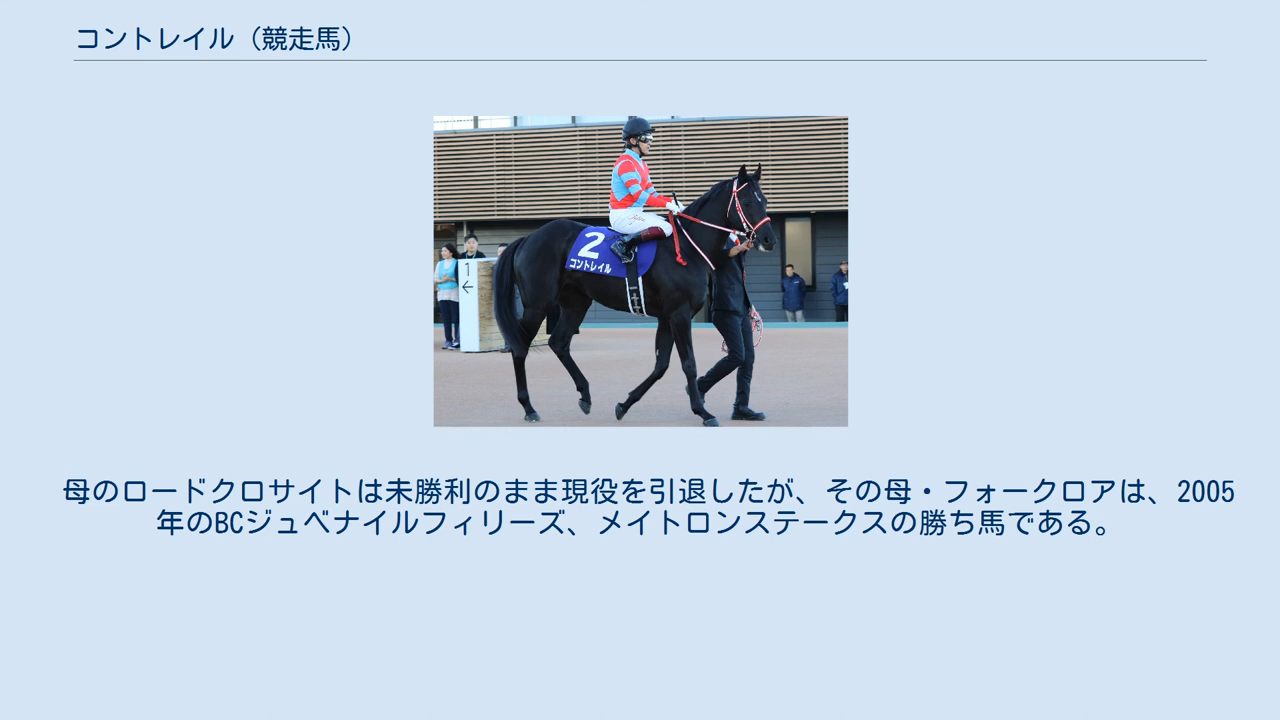 コントレイル（競走馬）
2
コントレイル
1
←
母のロードクロサイトは未勝利のまま現役を引退したが、その母・フォークロアは、2005
年のBCジュベナイルフィリーズ、メイトロンステークスの勝ち馬である。